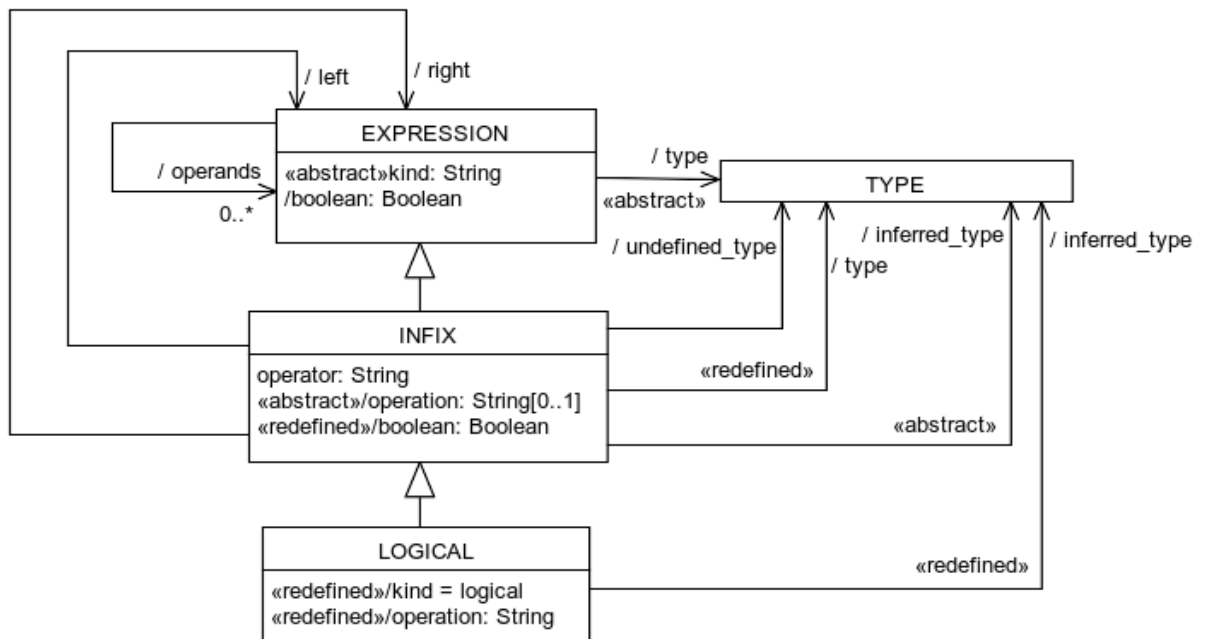 / left
/ right
EXPRESSION
«abstract»kind: String
/boolean: Boolean
/ operands
0..*
/ type
«abstract»
TYPE
/ undefined_type
/ type
/ inferred_type
/ inferred_type
INFIX
operator: String
«abstract»/operation: String[0..1]
«redefined»/boolean: Boolean
«redefined»
«abstract»
«redefined»
LOGICAL
«redefined»/kind = logical
«redefined»/operation: String